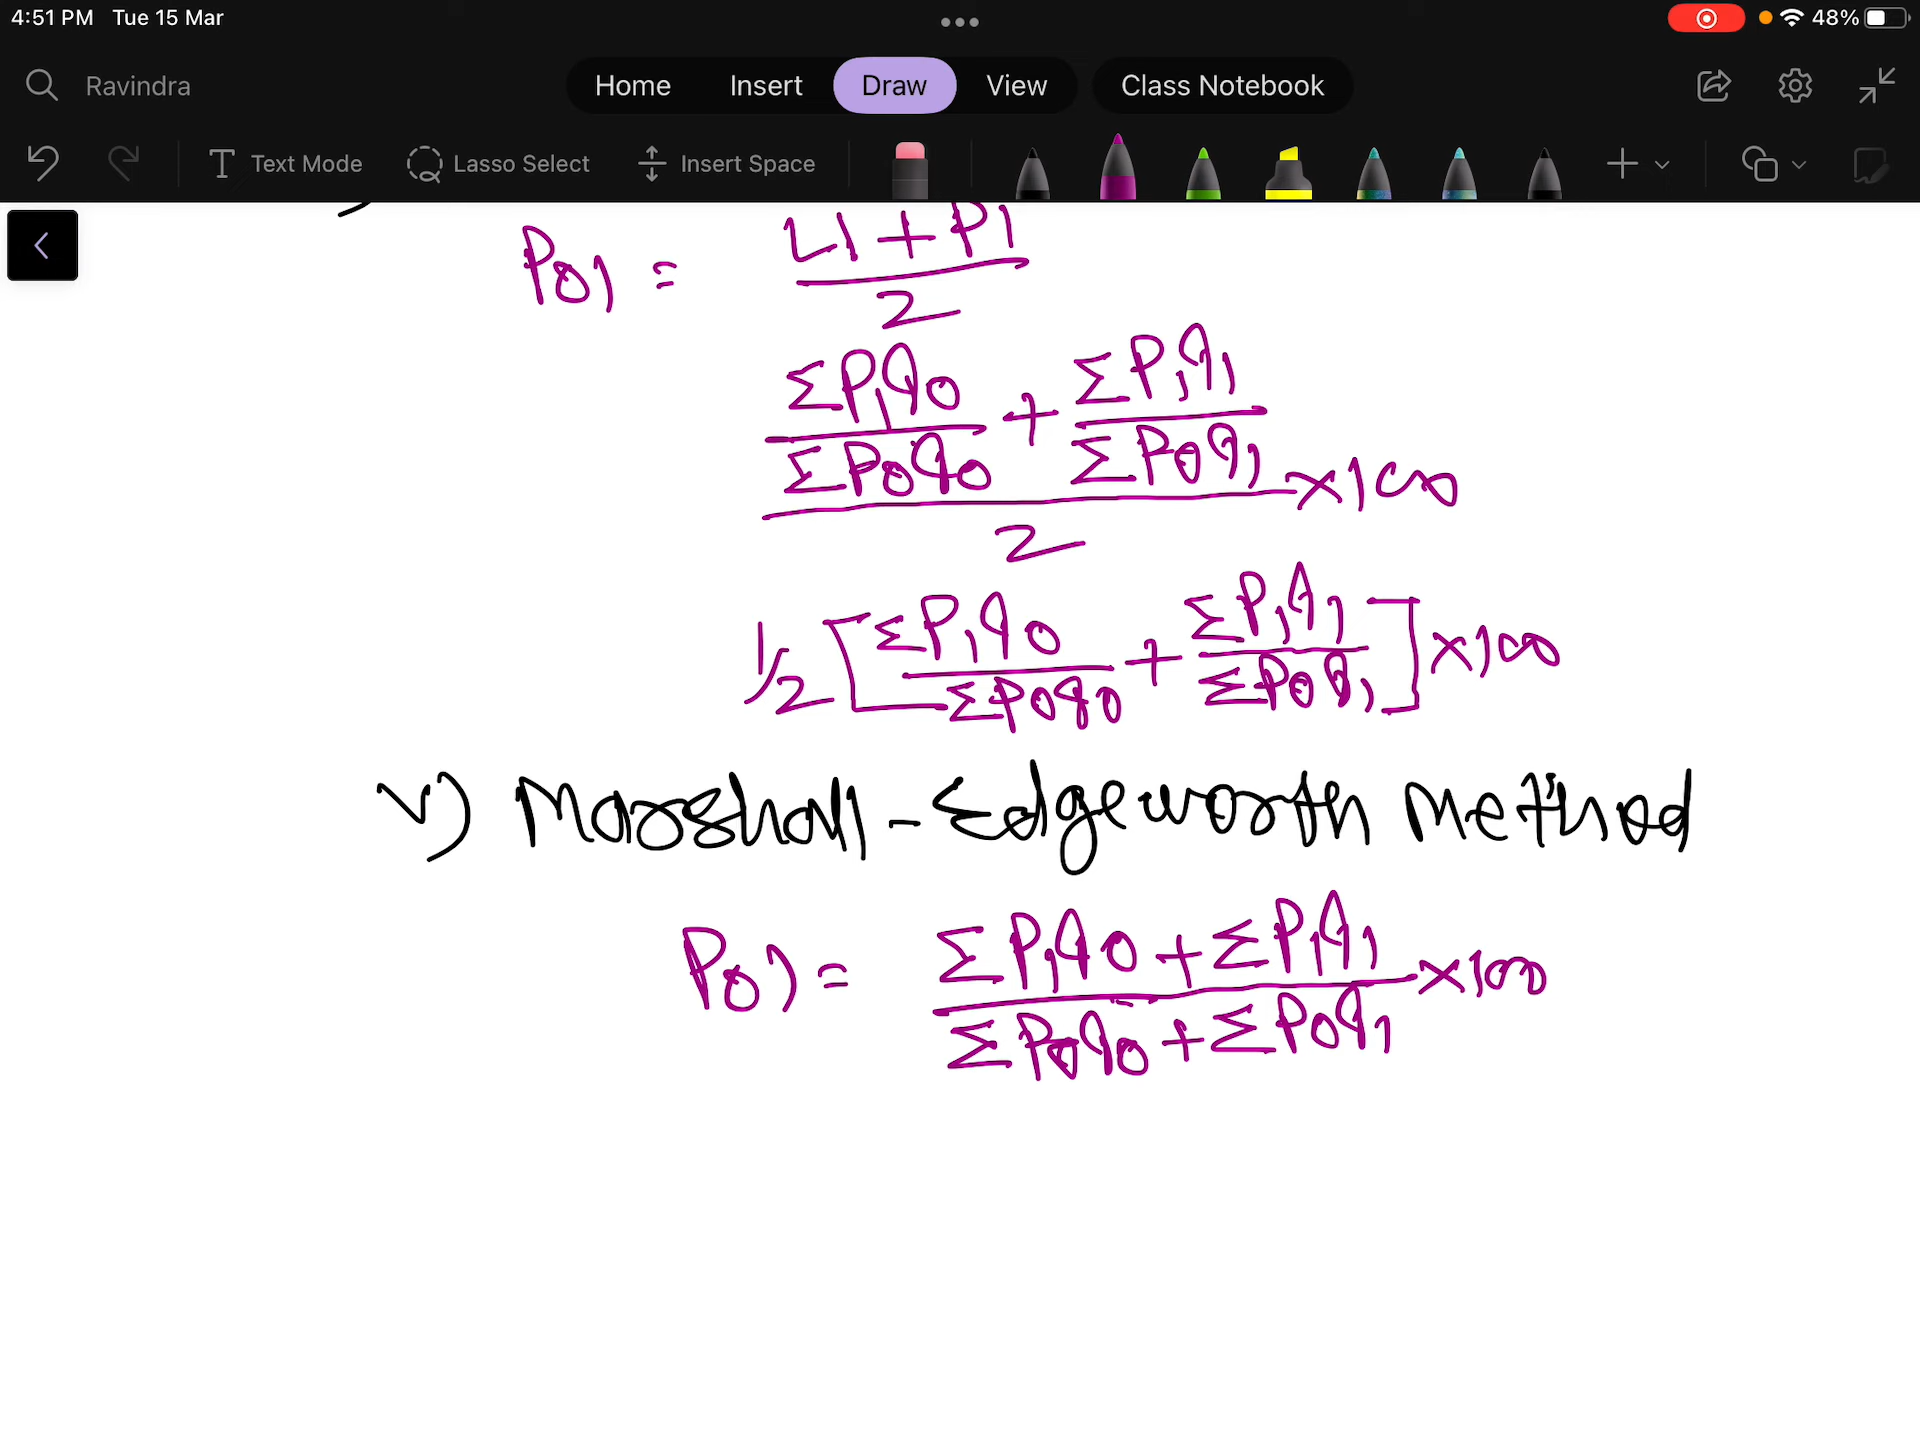 4:51 PM Tue 15 Mar
48%
Ravindra
Home Insert Draw View Class Notebook
Text Mode Lasso Select Insert Space
P01 = (L1 + P1) / 2
(ΣP1q0 / ΣP0q0 + ΣP1q1 / ΣP0q1) / 2 ×100
1/2 [ΣP1q0 / ΣP0q0 + ΣP1q1 / ΣP0q1] ×100
v) Marshall - Edgeworth Method
P01 = (ΣP1q0 + ΣP1q1) / (ΣP0q0 + ΣP0q1) ×100